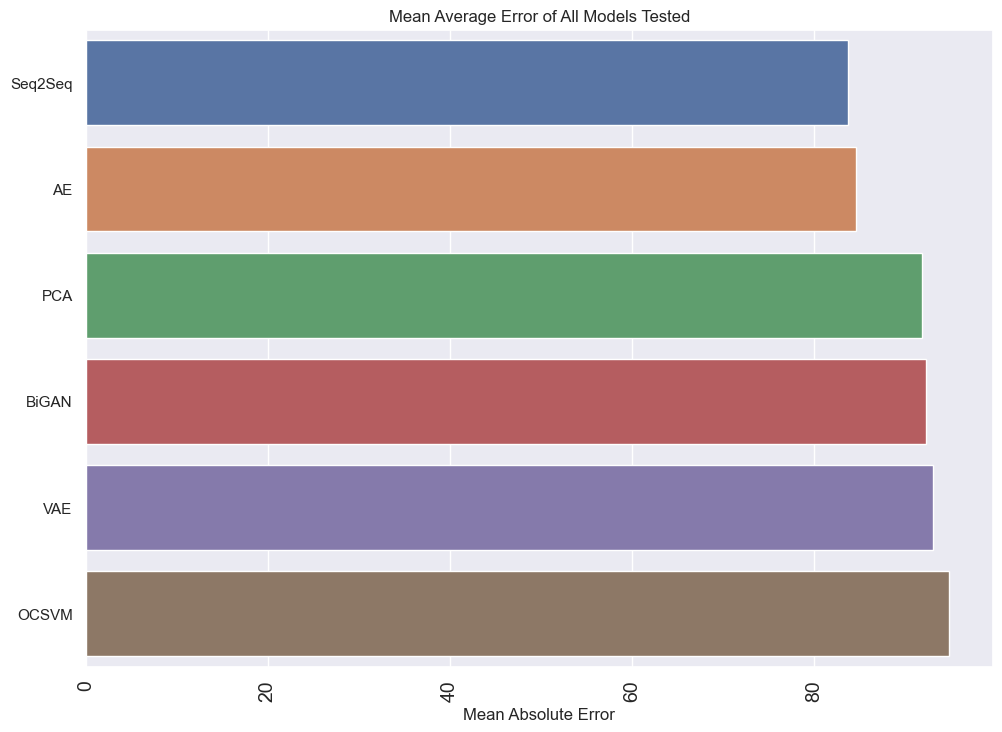 Mean Average Error of All Models Tested
Seq2Seq
AE
PCA
BiGAN
VAE
OCSVM
0
20
40
60
80
Mean Absolute Error